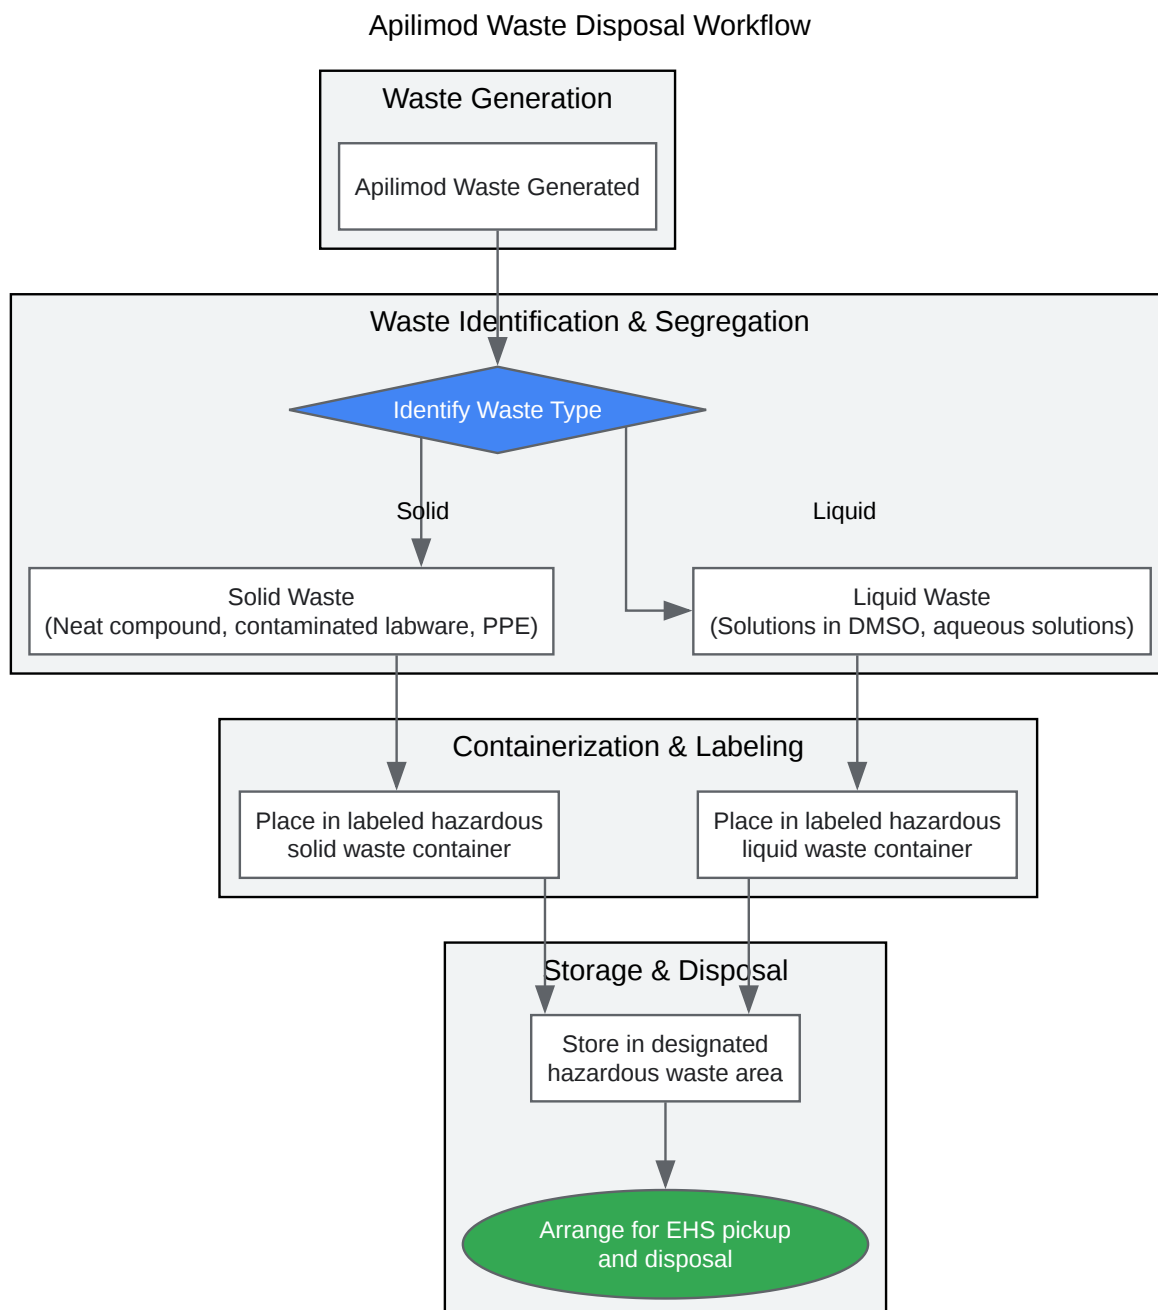 Apilimod Waste Disposal Workflow
Waste Generation
Apilimod Waste Generated
Waste Identification & Segregation
Identify Waste Type
Solid
Liquid
Solid Waste
(Neat compound, contaminated labware, PPE)
Liquid Waste
(Solutions in DMSO, aqueous solutions)
Containerization & Labeling
Place in labeled hazardous
solid waste container
Place in labeled hazardous
liquid waste container
Storage & Disposal
Store in designated
hazardous waste area
Arrange for EHS pickup
and disposal